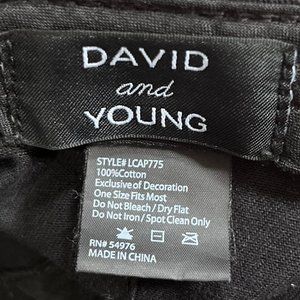 DAVID
and
YOUNG
STYLE# LCAP775
100%Cotton
Exclusive of Decoration
One Size Fits Most
Do Not Bleach / Dry Flat
Do Not Iron / Spot Clean Only
RN# 54976
MADE IN CHINA